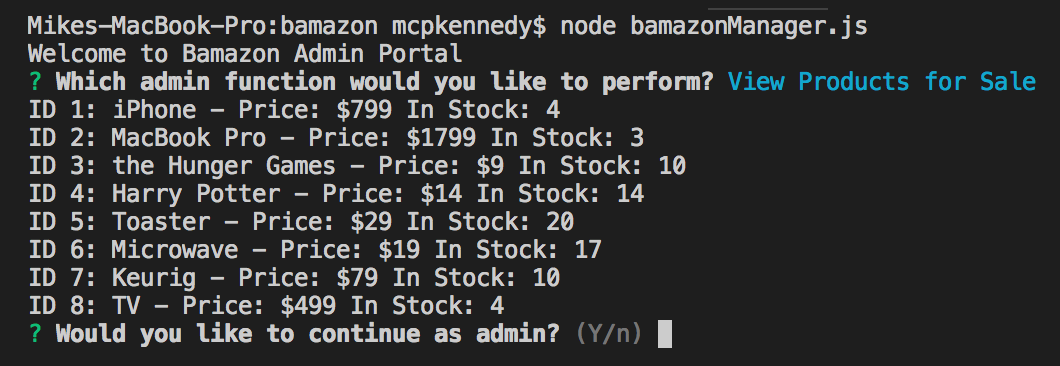 Mikes-MacBook-Pro:bamazon mcpkennedy$ node bamazonManager.js
Welcome to Bamazon Admin Portal
? Which admin function would you like to perform? View Products for Sale
ID 1: iPhone - Price: $799 In Stock: 4
ID 2: MacBook Pro - Price: $1799 In Stock: 3
ID 3: the Hunger Games - Price: $9 In Stock: 10
ID 4: Harry Potter - Price: $14 In Stock: 14
ID 5: Toaster - Price: $29 In Stock: 20
ID 6: Microwave - Price: $19 In Stock: 17
ID 7: Keurig - Price: $79 In Stock: 10
ID 8: TV - Price: $499 In Stock: 4
? Would you like to continue as admin? (Y/n)